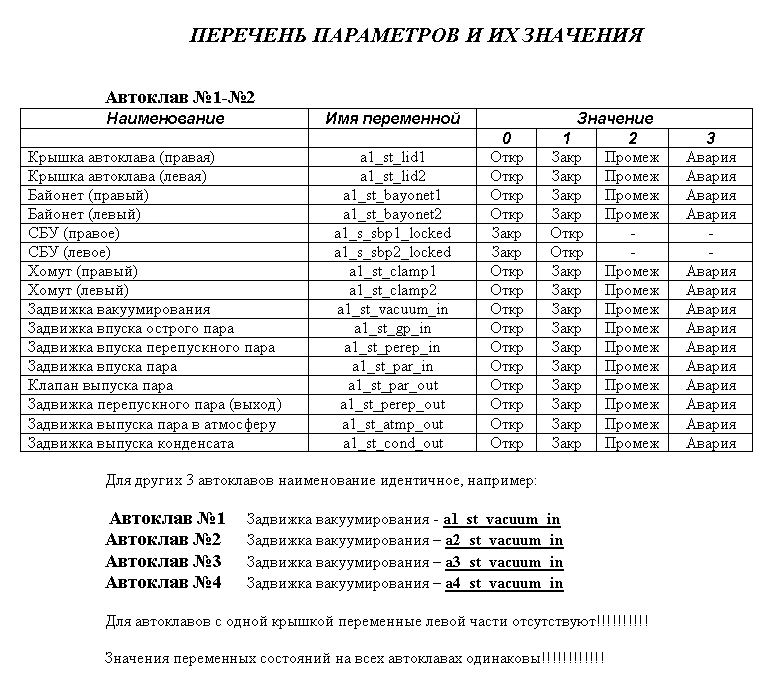 ПЕРЕЧЕНЬ ПАРАМЕТРОВ И ИХ ЗНАЧЕНИЯ
Автоклав №1-№2
Наименование Имя переменной Значение
0 1 2 3
Крышка автоклава (правая) a1_st_lid1 Откр Закр Промеж Авария
Крышка автоклава (левая) a1_st_lid2 Откр Закр Промеж Авария
Байонет (правый) a1_st_bayonet1 Откр Закр Промеж Авария
Байонет (левый) a1_st_bayonet2 Откр Закр Промеж Авария
СБУ (правое) a1_s_sbp1_locked Закр Откр - -
СБУ (левое) a1_s_sbp2_locked Закр Откр - -
Хомут (правый) a1_st_clamp1 Откр Закр Промеж Авария
Хомут (левый) a1_st_clamp2 Откр Закр Промеж Авария
Задвижка вакуумирования a1_st_vacuum_in Откр Закр Промеж Авария
Задвижка впуска острого пара a1_st_gp_in Откр Закр Промеж Авария
Задвижка впуска перепускного пара a1_st_perep_in Откр Закр Промеж Авария
Задвижка впуска пара a1_st_par_in Откр Закр Промеж Авария
Клапан выпуска пара a1_st_par_out Откр Закр Промеж Авария
Задвижка перепускного пара (выход) a1_st_perep_out Откр Закр Промеж Авария
Задвижка выпуска пара в атмосферу a1_st_atmp_out Откр Закр Промеж Авария
Задвижка выпуска конденсата a1_st_cond_out Откр Закр Промеж Авария
Для других 3 автоклавов наименование идентичное, например:
Автоклав №1 Задвижка вакуумирования - a1_st_vacuum_in
Автоклав №2 Задвижка вакуумирования – a2_st_vacuum_in
Автоклав №3 Задвижка вакуумирования – a3_st_vacuum_in
Автоклав №4 Задвижка вакуумирования – a4_st_vacuum_in
Для автоклавов с одной крышкой переменные левой части отсутствуют!!!!!!!!!!
Значения переменных состояний на всех автоклавах одинаковы!!!!!!!!!!!!